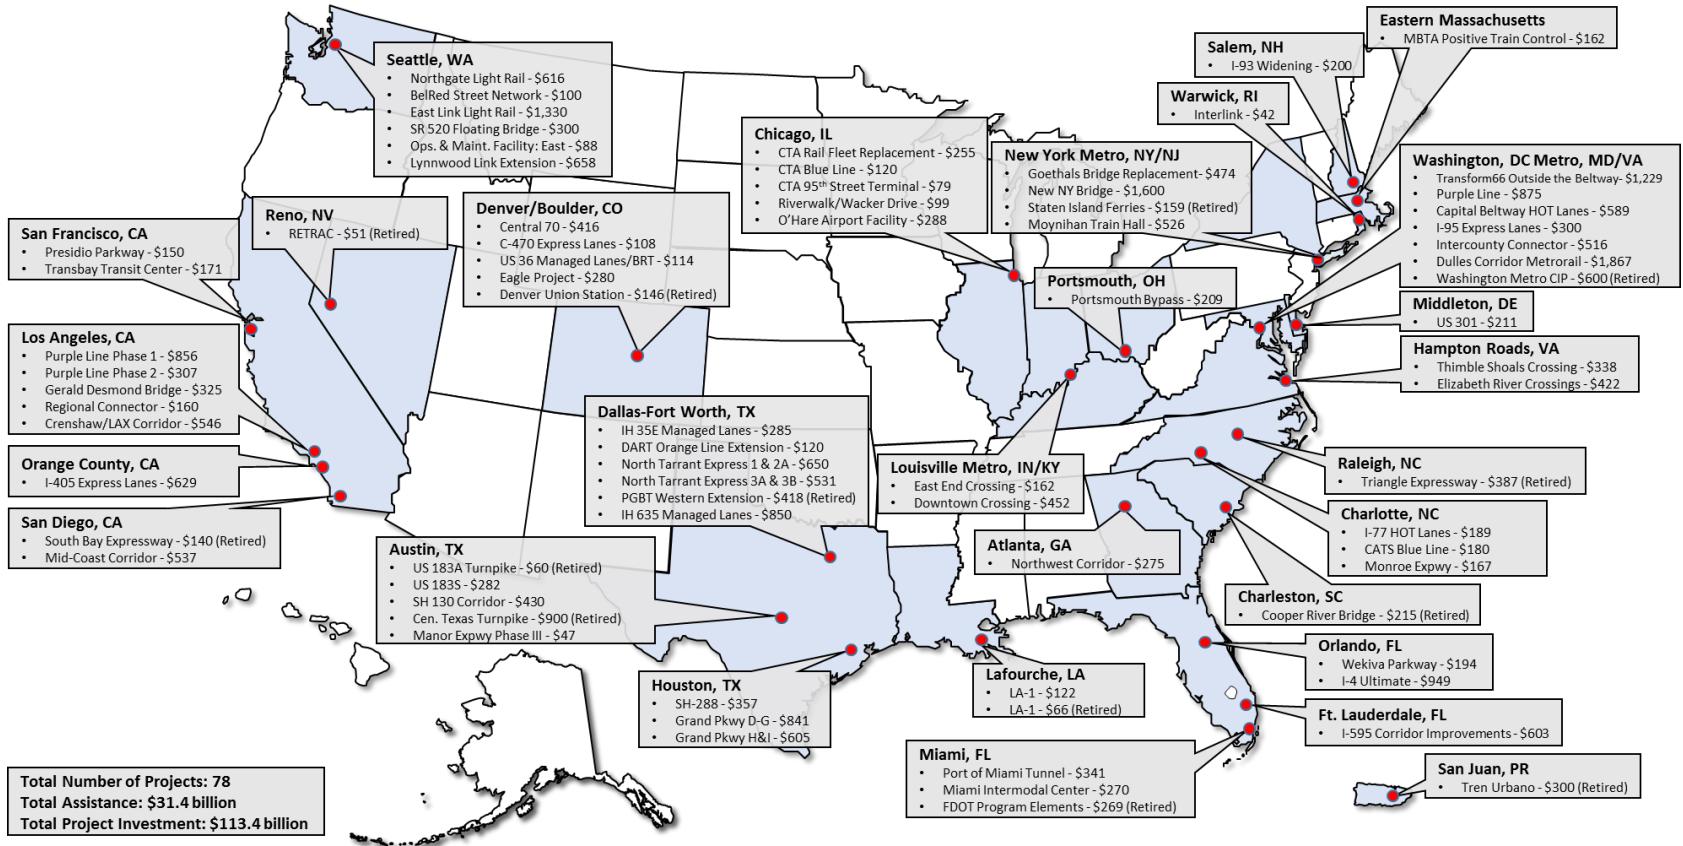 Eastern Massachusetts
• MBTA Positive Train Control - $162
Salem, NH
• I-93 Widening - $200
Warwick, RI
• Interlink - $42
Seattle, WA
• Northgate Light Rail - $616
• BelRed Street Network - $100
• East Link Light Rail - $1,330
• SR 520 Floating Bridge - $300
• Ops. & Maint. Facility: East - $88
• Lynnwood Link Extension - $658
Chicago, IL
• CTA Rail Fleet Replacement - $255
• CTA Blue Line - $120
• CTA 95th Street Terminal - $79
• Riverwalk/Wacker Drive - $99
• O'Hare Airport Facility - $288
New York Metro, NY/NJ
• Goethals Bridge Replacement- $474
• New NY Bridge - $1,600
• Staten Island Ferries - $159 (Retired)
• Moynihan Train Hall - $526
Washington, DC Metro, MD/VA
• Transform66 Outside the Beltway- $1,229
• Purple Line - $875
• Capital Beltway HOT Lanes - $589
• I-95 Express Lanes - $300
• Intercounty Connector - $516
• Dulles Corridor Metrorail - $1,867
• Washington Metro CIP - $600 (Retired)
San Francisco, CA
• Presidio Parkway - $150
• Transbay Transit Center - $171
Reno, NV
• RETRAC - $51 (Retired)
Denver/Boulder, CO
• Central 70 - $416
• C-470 Express Lanes - $108
• US 36 Managed Lanes/BRT - $114
• Eagle Project - $280
• Denver Union Station - $146 (Retired)
Portsmouth, OH
• Portsmouth Bypass - $209
Middleton, DE
• US 301 - $211
Hampton Roads, VA
• Thimble Shoals Crossing - $338
• Elizabeth River Crossings - $422
Los Angeles, CA
• Purple Line Phase 1 - $856
• Purple Line Phase 2 - $307
• Gerald Desmond Bridge - $325
• Regional Connector - $160
• Crenshaw/LAX Corridor - $546
Orange County, CA
• I-405 Express Lanes - $629
San Diego, CA
• South Bay Expressway - $140 (Retired)
• Mid-Coast Corridor - $537
Dallas-Fort Worth, TX
• IH 35E Managed Lanes - $285
• DART Orange Line Extension - $120
• North Tarrant Express 1 & 2A - $650
• North Tarrant Express 3A & 3B - $531
• PGBT Western Extension - $418 (Retired)
• IH 635 Managed Lanes - $850
Louisville Metro, IN/KY
• East End Crossing - $162
• Downtown Crossing - $452
Raleigh, NC
• Triangle Expressway - $387 (Retired)
Charlotte, NC
• I-77 HOT Lanes - $189
• CATS Blue Line - $180
• Monroe Expwy - $167
Atlanta, GA
• Northwest Corridor - $275
Austin, TX
• US 183A Turnpike - $60 (Retired)
• US 183S - $282
• SH 130 Corridor - $430
• Cen. Texas Turnpike - $900 (Retired)
• Manor Expwy Phase III - $47
Charleston, SC
• Cooper River Bridge - $215 (Retired)
Orlando, FL
• Wekiva Parkway - $194
• I-4 Ultimate - $949
Houston, TX
• SH-288 - $357
• Grand Pkwy D-G - $841
• Grand Pkwy H&I - $605
Lafourche, LA
• LA-1 - $122
• LA-1 - $66 (Retired)
Ft. Lauderdale, FL
• I-595 Corridor Improvements - $603
Miami, FL
• Port of Miami Tunnel - $341
• Miami Intermodal Center - $270
• FDOT Program Elements - $269 (Retired)
San Juan, PR
• Tren Urbano - $300 (Retired)
Total Number of Projects: 78
Total Assistance: $31.4 billion
Total Project Investment: $113.4 billion